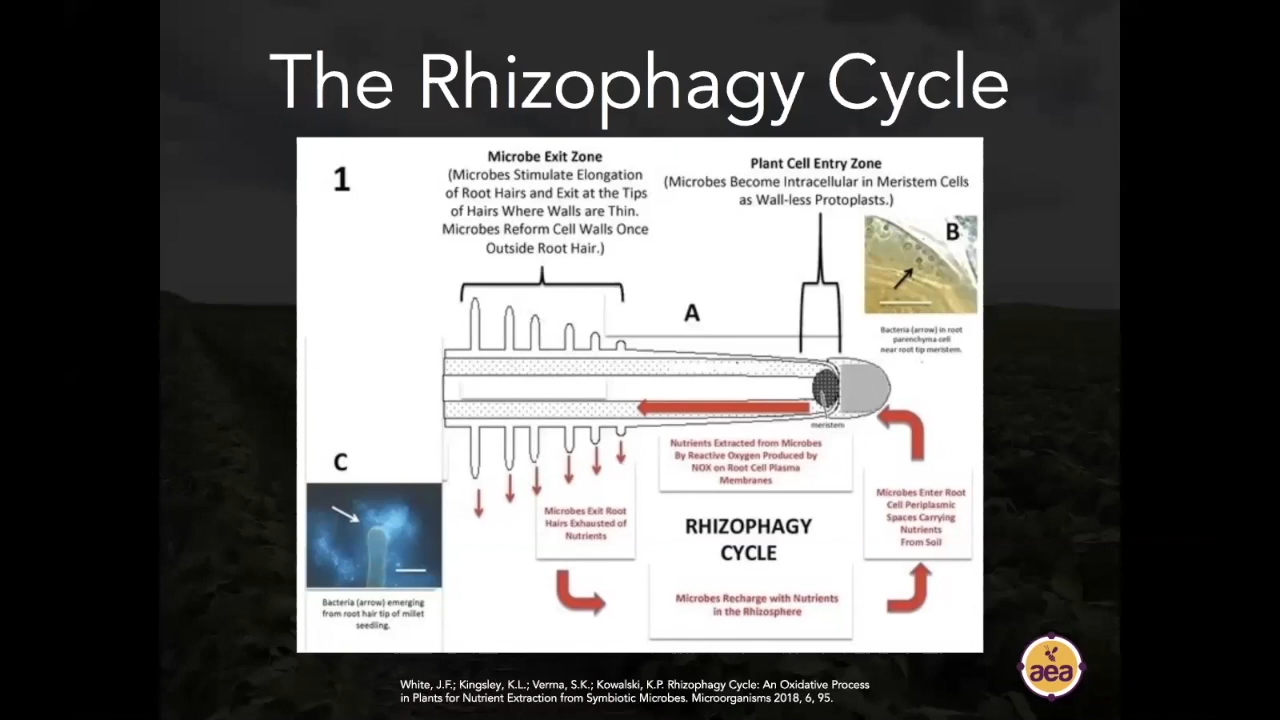 The Rhizophagy Cycle
1
Microbe Exit Zone
(Microbes Stimulate Elongation
of Root Hairs and Exit at the Tips
of Hairs Where Walls are Thin.
Microbes Reform Cell Walls Once
Outside Root Hair.)
Plant Cell Entry Zone
(Microbes Become Intracellular in Meristem Cells
as Wall-less Protoplasts.)
B
Bacteria (arrow) in root
parenchyma cell
near root tip meristem.
A
meristem
Nutrients Extracted from Microbes
By Reactive Oxygen Produced by
NOX on Root Cell Plasma
Membranes
C
Bacteria (arrow) emerging
from root hair tip of millet
seedling.
Microbes Exit Root
Hairs Exhausted of
Nutrients
RHIZOPHAGY
CYCLE
Microbes Enter Root
Cell Periplasmic
Spaces Carrying
Nutrients
From Soil
Microbes Recharge with Nutrients
in the Rhizosphere
White, J.F.; Kingsley, K.L.; Verma, S.K.; Kowalski, K.P. Rhizophagy Cycle: An Oxidative Process
in Plants for Nutrient Extraction from Symbiotic Microbes. Microorganisms 2018, 6, 95.
aea